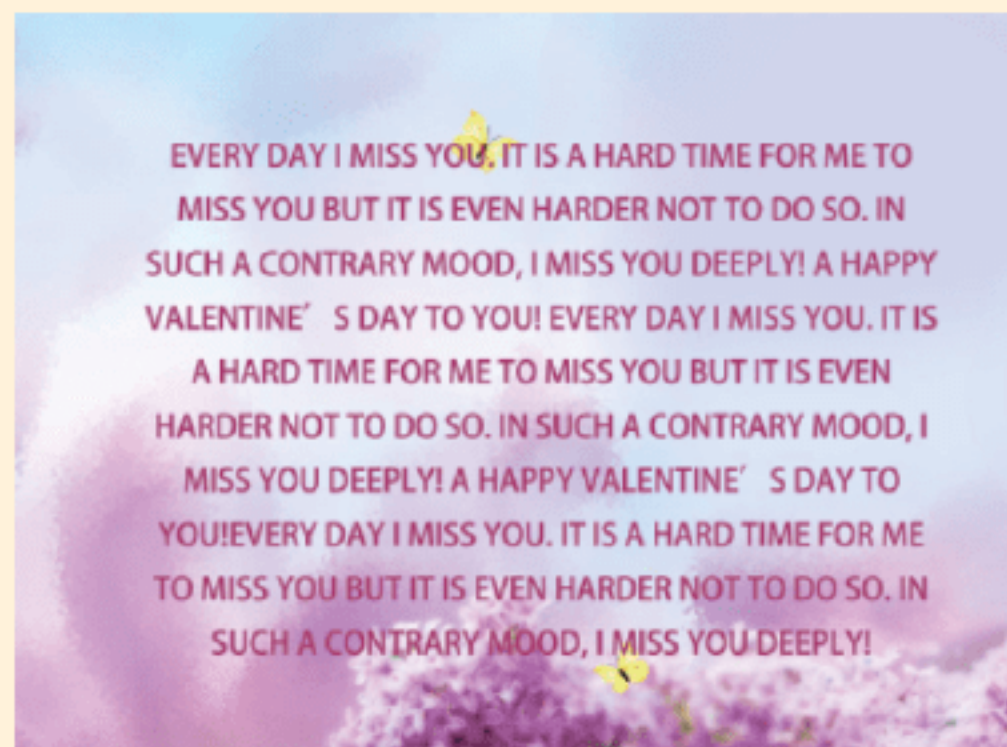 EVERY DAY I MISS YOU. IT IS A HARD TIME FOR ME TO
MISS YOU BUT IT IS EVEN HARDER NOT TO DO SO. IN
SUCH A CONTRARY MOOD, I MISS YOU DEEPLY! A HAPPY
VALENTINE′ S DAY TO YOU! EVERY DAY I MISS YOU. IT IS
A HARD TIME FOR ME TO MISS YOU BUT IT IS EVEN
HARDER NOT TO DO SO. IN SUCH A CONTRARY MOOD, I
MISS YOU DEEPLY! A HAPPY VALENTINE′ S DAY TO
YOU!EVERY DAY I MISS YOU. IT IS A HARD TIME FOR ME
TO MISS YOU BUT IT IS EVEN HARDER NOT TO DO SO. IN
SUCH A CONTRARY MOOD, I MISS YOU DEEPLY!